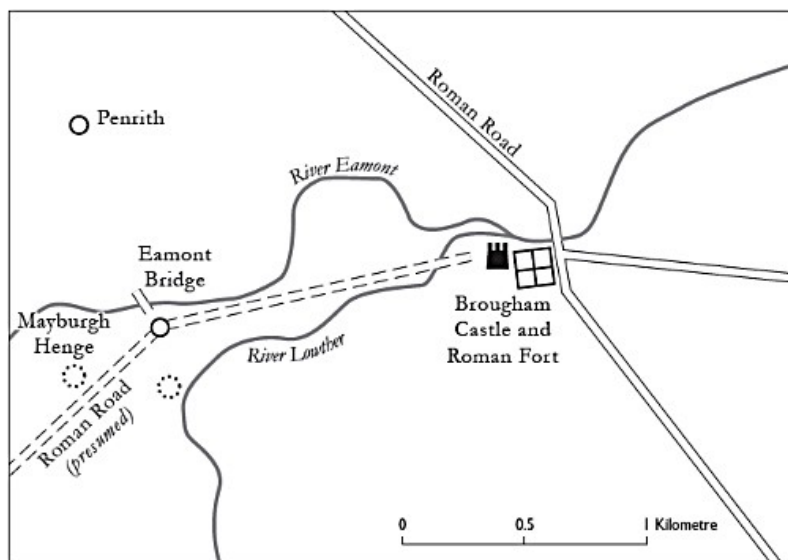 Roman Road
Penrith
River Eamont
Eamont
Bridge
Mayburgh
Henge
River Lowther
Brougham
Castle and
Roman Fort
Roman Road
(presumed)
0 0.5 1 Kilometre